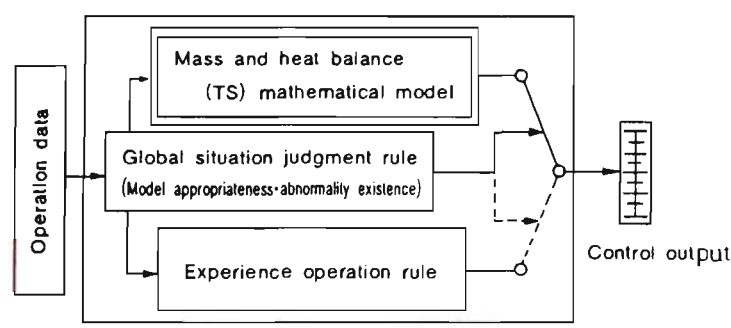 Operation data
Mass and heat balance
(TS) mathematical model
Global situation judgment rule
(Model appropriateness·abnormality existence)
Experience operation rule
Control output